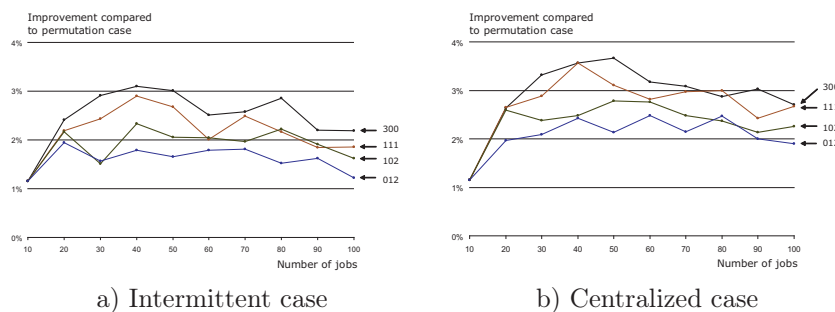 Improvement compared
to permutation case
4%
3%
2%
1%
0%
300
111
102
012
10 20 30 40 50 60 70 80 90 100
Number of jobs
a) Intermittent case
Improvement compared
to permutation case
4%
3%
2%
1%
0%
300
111
102
012
10 20 30 40 50 60 70 80 90 100
Number of jobs
b) Centralized case